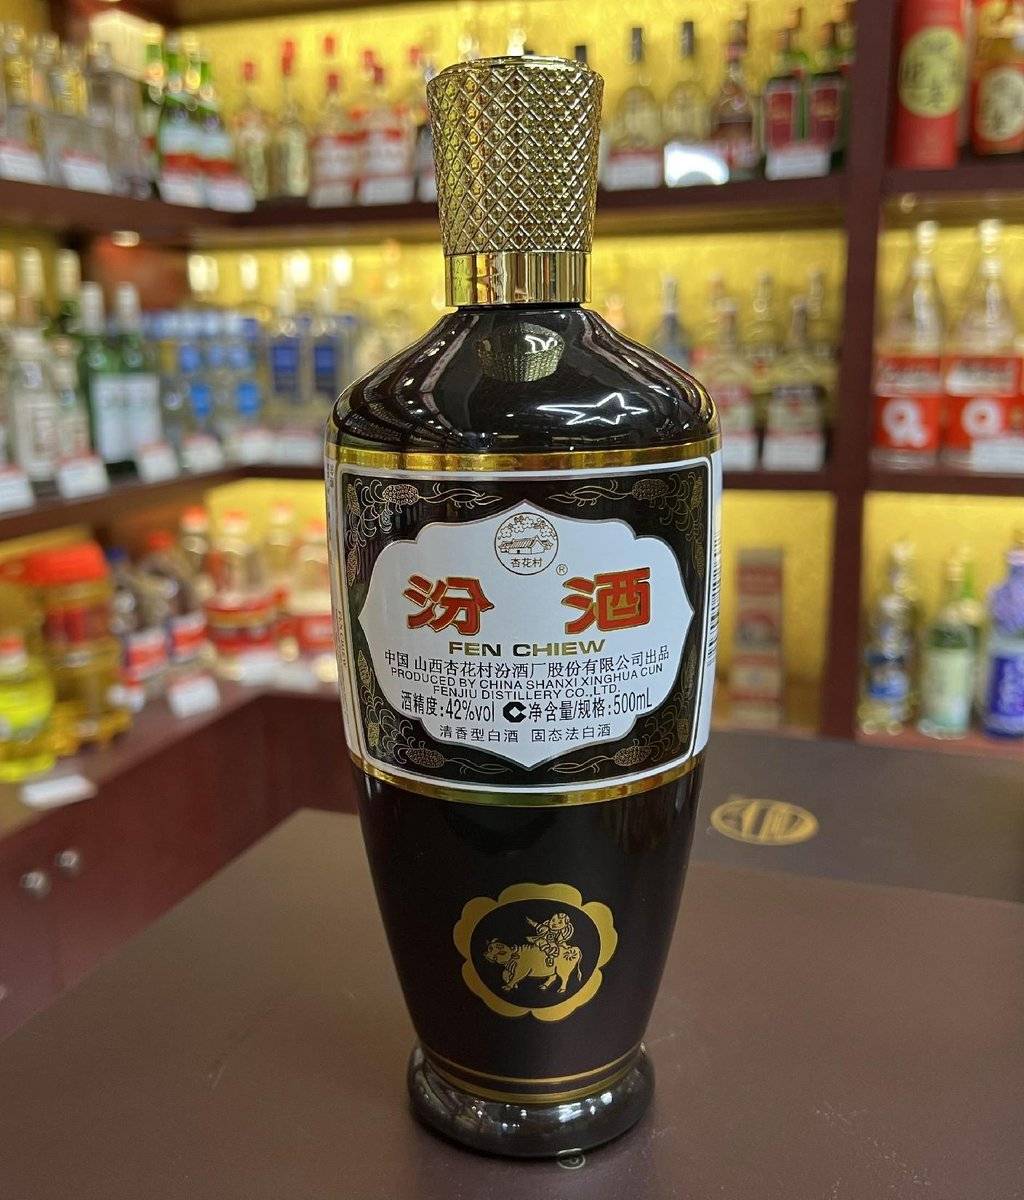 杏花村
®
汾酒
FEN CHIEW
中国 山西杏花村汾酒厂股份有限公司出品
PRODUCED BY CHINA SHANXI XINGHUA CUN
FENJIU DISTILLERY CO.,LTD.
酒精度:42%vol 净含量/规格:500mL
清香型白酒 固态法白酒